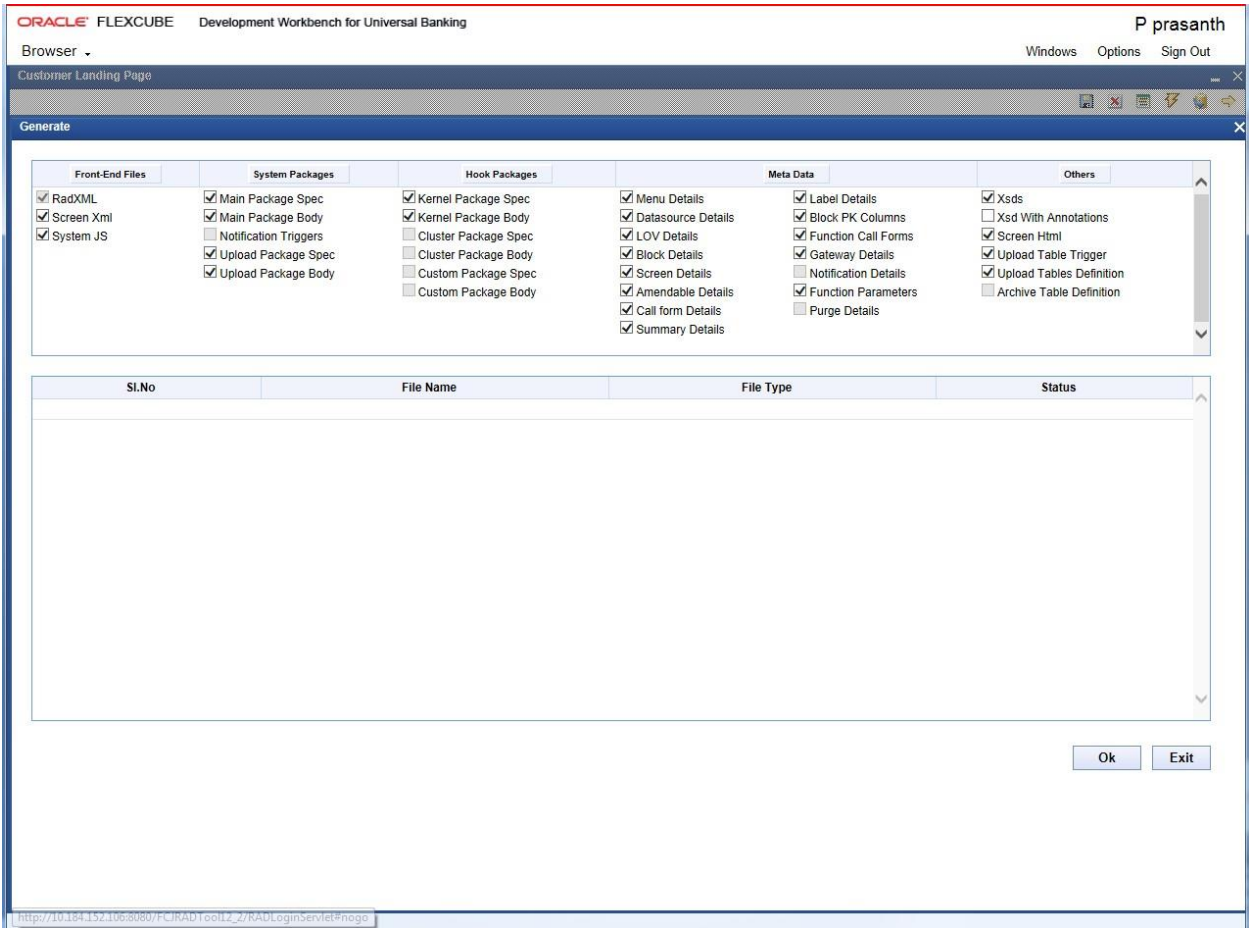 ORACLE FLEXCUBE Development Workbench for Universal Banking P prasanth
Browser Windows Options Sign Out
Customer Landing Page
Generate
Front-End Files System Packages Hook Packages Meta Data Others
RadXML Main Package Spec Kernel Package Spec Menu Details Label Details Xsds
Screen Xml Main Package Body Kernel Package Body Datasource Details Block PK Columns Xsd With Annotations
System JS Notification Triggers Cluster Package Spec LOV Details Function Call Forms Screen Html
Upload Package Spec Cluster Package Body Block Details Gateway Details Upload Table Trigger
Upload Package Body Custom Package Spec Screen Details Notification Details Upload Tables Definition
Custom Package Body Amendable Details Function Parameters Archive Table Definition
Call form Details Purge Details
Summary Details
Sl.No File Name File Type Status
Ok Exit
http://10.184.152.106:8080/FCJRADTool12_2/RADLoginServlet#nogo